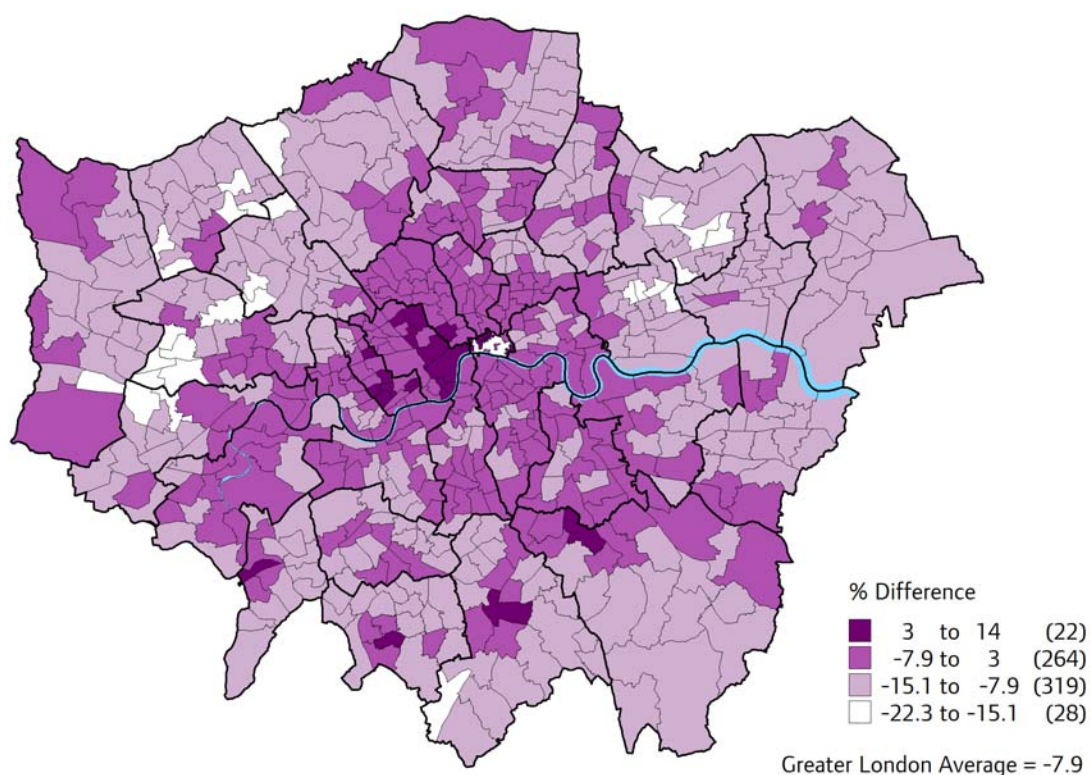 % Difference
3 to 14 (22)
-7.9 to 3 (264)
-15.1 to -7.9 (319)
-22.3 to -15.1 (28)
Greater London Average = -7.9